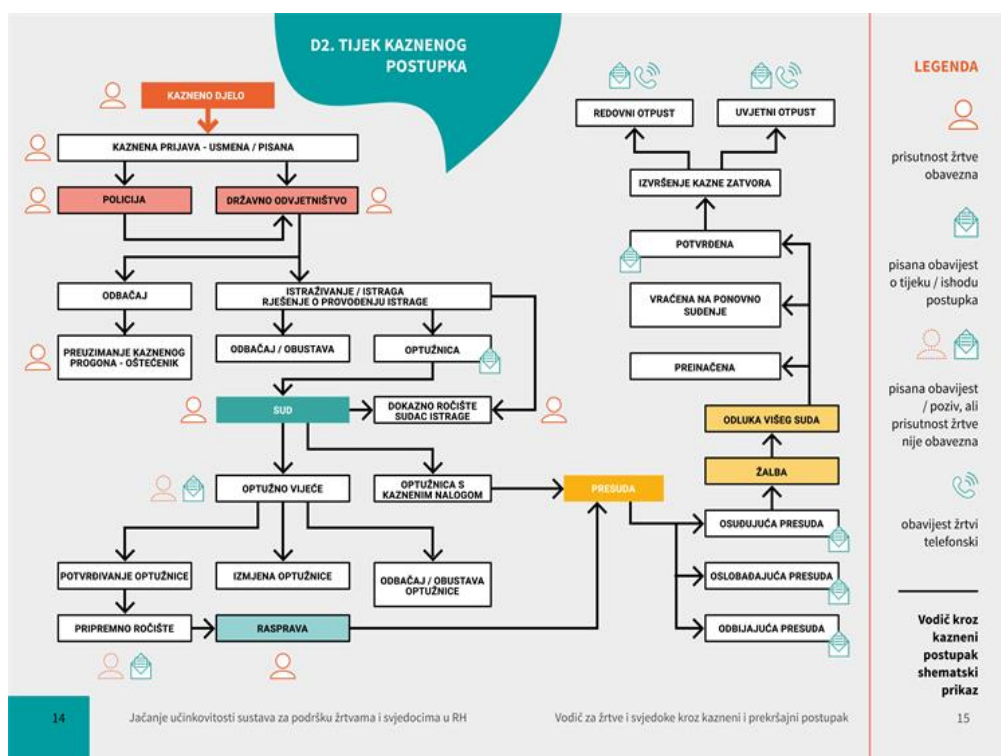 D2. TIJEK KAZNENOG
POSTUPKA
KAZNENO DJELO
KAZNENA PRIJAVA - USMENA / PISANA
POLICIJA
DRŽAVNO ODVJETNIŠTVO
ODBAČAJ
ISTRAŽIVANJE / ISTRAGA
RJEŠENJE O PROVOĐENJU ISTRAGE
PREUZIMANJE KAZNENOG
PROGONA - OŠTEĆENIK
ODBAČAJ / OBUSTAVA
OPTUŽNICA
SUD
DOKAZNO ROČIŠTE
SUDAC ISTRAGE
OPTUŽNO VIJEĆE
OPTUŽNICA S
KAZNENIM NALOGOM
POTVRĐIVANJE OPTUŽNICE
IZMJENA OPTUŽNICE
ODBAČAJ / OBUSTAVA
OPTUŽNICE
PRIPREMNO ROČIŠTE
RASPRAVA
PRESUDA
REDOVNI OTPUST
UVJETNI OTPUST
IZVRŠENJE KAZNE ZATVORA
POTVRĐENA
VRAĆENA NA PONOVNO
SUĐENJE
PREINAČENA
ODLUKA VIŠEG SUDA
ŽALBA
OSUĐUJUĆA PRESUDA
OSLOBAĐAJUĆA PRESUDA
ODBIJAJUĆA PRESUDA
LEGENDA
prisutnost žrtve
obavezna
pisana obavijest
o tijeku / ishodu
postupka
pisana obavijest
/ poziv, ali
prisutnost žrtve
nije obavezna
obavijest žrtvi
telefonski
Vodič kroz
kazneni
postupak
shematski
prikaz
14
Jačanje učinkovitosti sustava za podršku žrtvama i svjedocima u RH
Vodič za žrtve i svjedoke kroz kazneni i prekršajni postupak
15